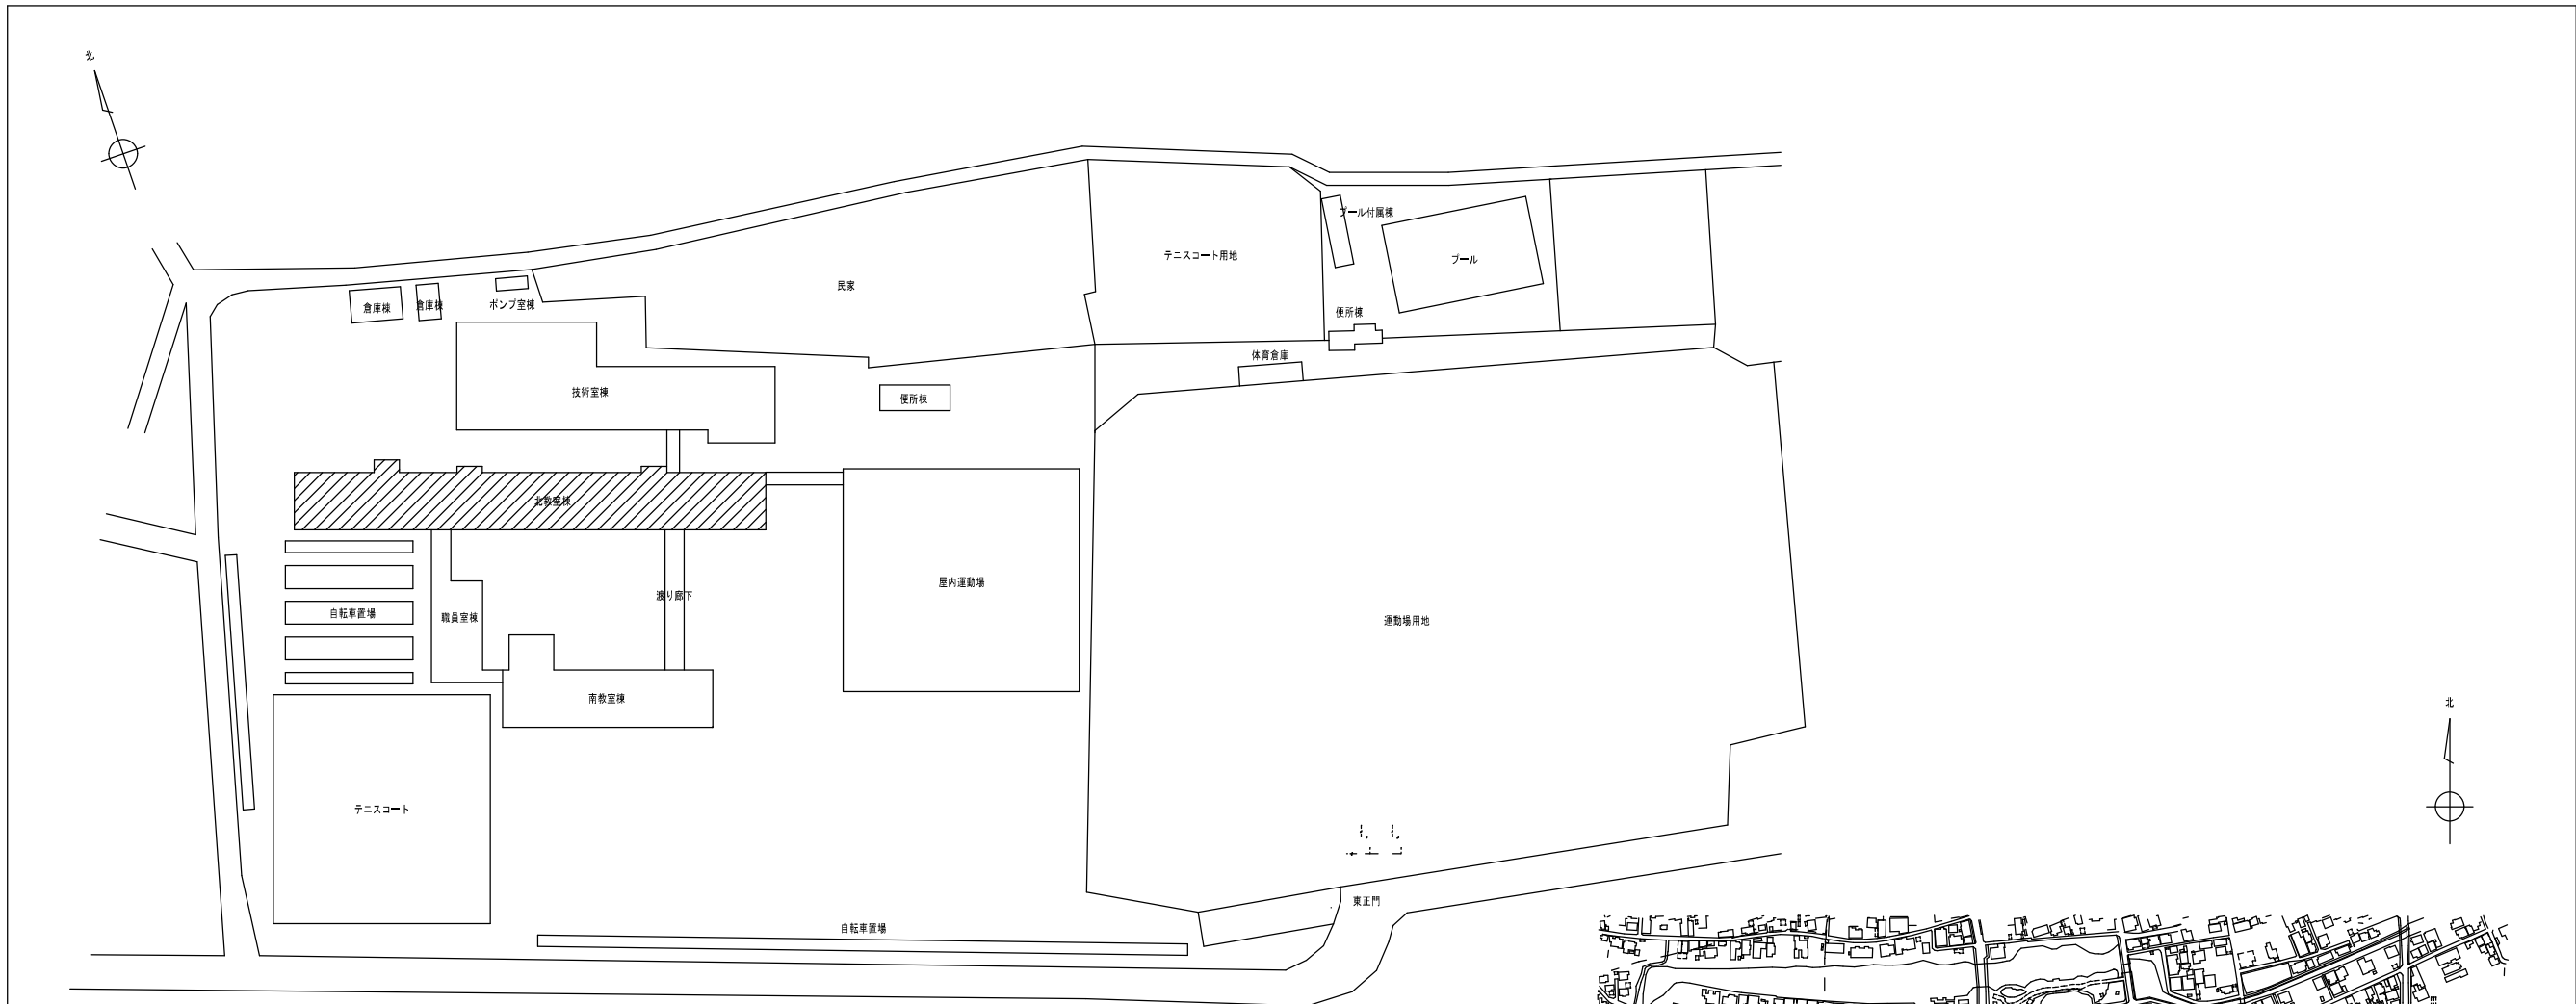 北
プール付属棟
テニスコート用地
プール
民家
倉庫棟
倉庫棟
ポンプ室棟
便所棟
体育倉庫
技術室棟
便所棟
北教室棟
屋内運動場
渡り廊下
自転車置場
職員室棟
運動場用地
南教室棟
北
テニスコート
東正門
自転車置場